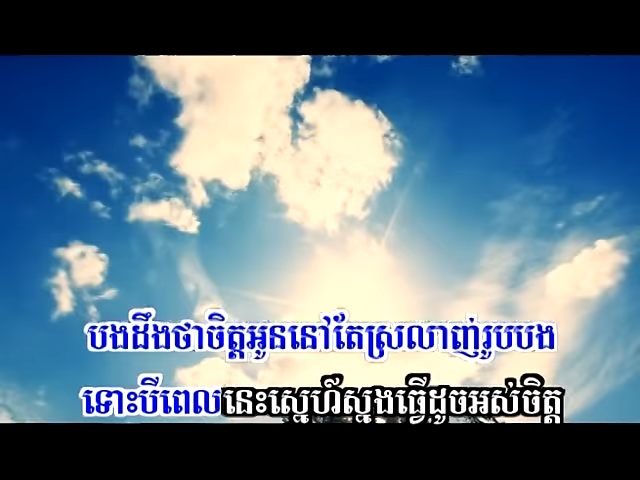 បងដឹងថាចិត្តអូននៅតែស្រលាញ់រូបបង
ទោះបីពេលនេះស្នេហ៍ស្នងធ្វើដូចអស់ចិត្ត